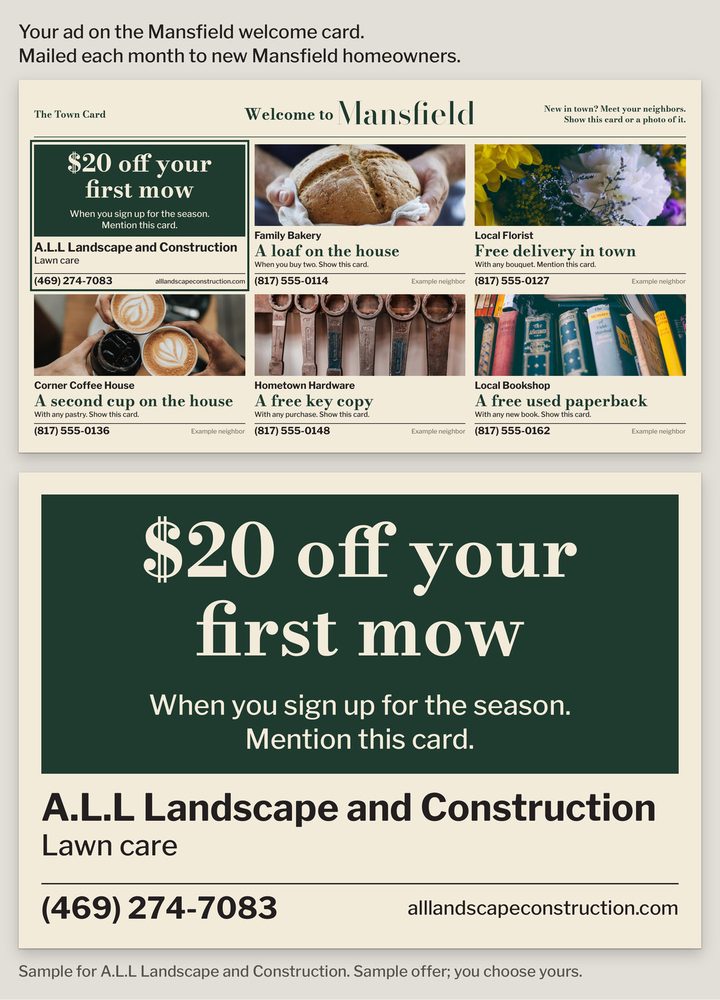 Your ad on the Mansfield welcome card.
Mailed each month to new Mansfield homeowners.
The Town Card
Welcome to Mansfield
New in town? Meet your neighbors.
Show this card or a photo of it.
$20 off your
first mow
When you sign up for the season.
Mention this card.
A.L.L Landscape and Construction
Lawn care
(469) 274-7083 alllandscapeconstruction.com
Family Bakery
A loaf on the house
When you buy two. Show this card.
(817) 555-0114 Example neighbor
Local Florist
Free delivery in town
With any bouquet. Mention this card.
(817) 555-0127 Example neighbor
Corner Coffee House
A second cup on the house
With any pastry. Show this card.
(817) 555-0136 Example neighbor
Hometown Hardware
A free key copy
With any purchase. Show this card.
(817) 555-0148 Example neighbor
Local Bookshop
A free used paperback
With any new book. Show this card.
(817) 555-0162 Example neighbor
$20 off your
first mow
When you sign up for the season.
Mention this card.
A.L.L Landscape and Construction
Lawn care
(469) 274-7083 alllandscapeconstruction.com
Sample for A.L.L Landscape and Construction. Sample offer; you choose yours.